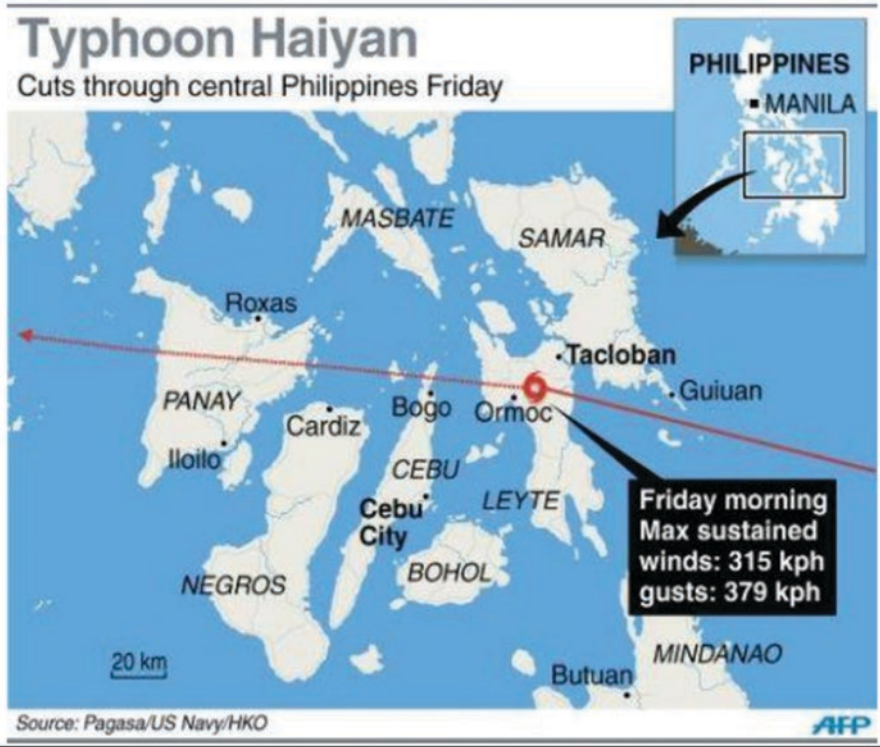 Typhoon Haiyan
Cuts through central Philippines Friday
PHILIPPINES
MANILA
MASBATE
SAMAR
Roxas
Tacloban
Guiuan
PANAY
Cardiz
Bogo
Ormoc
Iloilo
CEBU
LEYTE
Cebu
City
Friday morning
Max sustained
winds: 315 kph
gusts: 379 kph
BOHOL
NEGROS
MINDANAO
20 km
Butuan
Source: Pagasa/US Navy/HKO
AFP